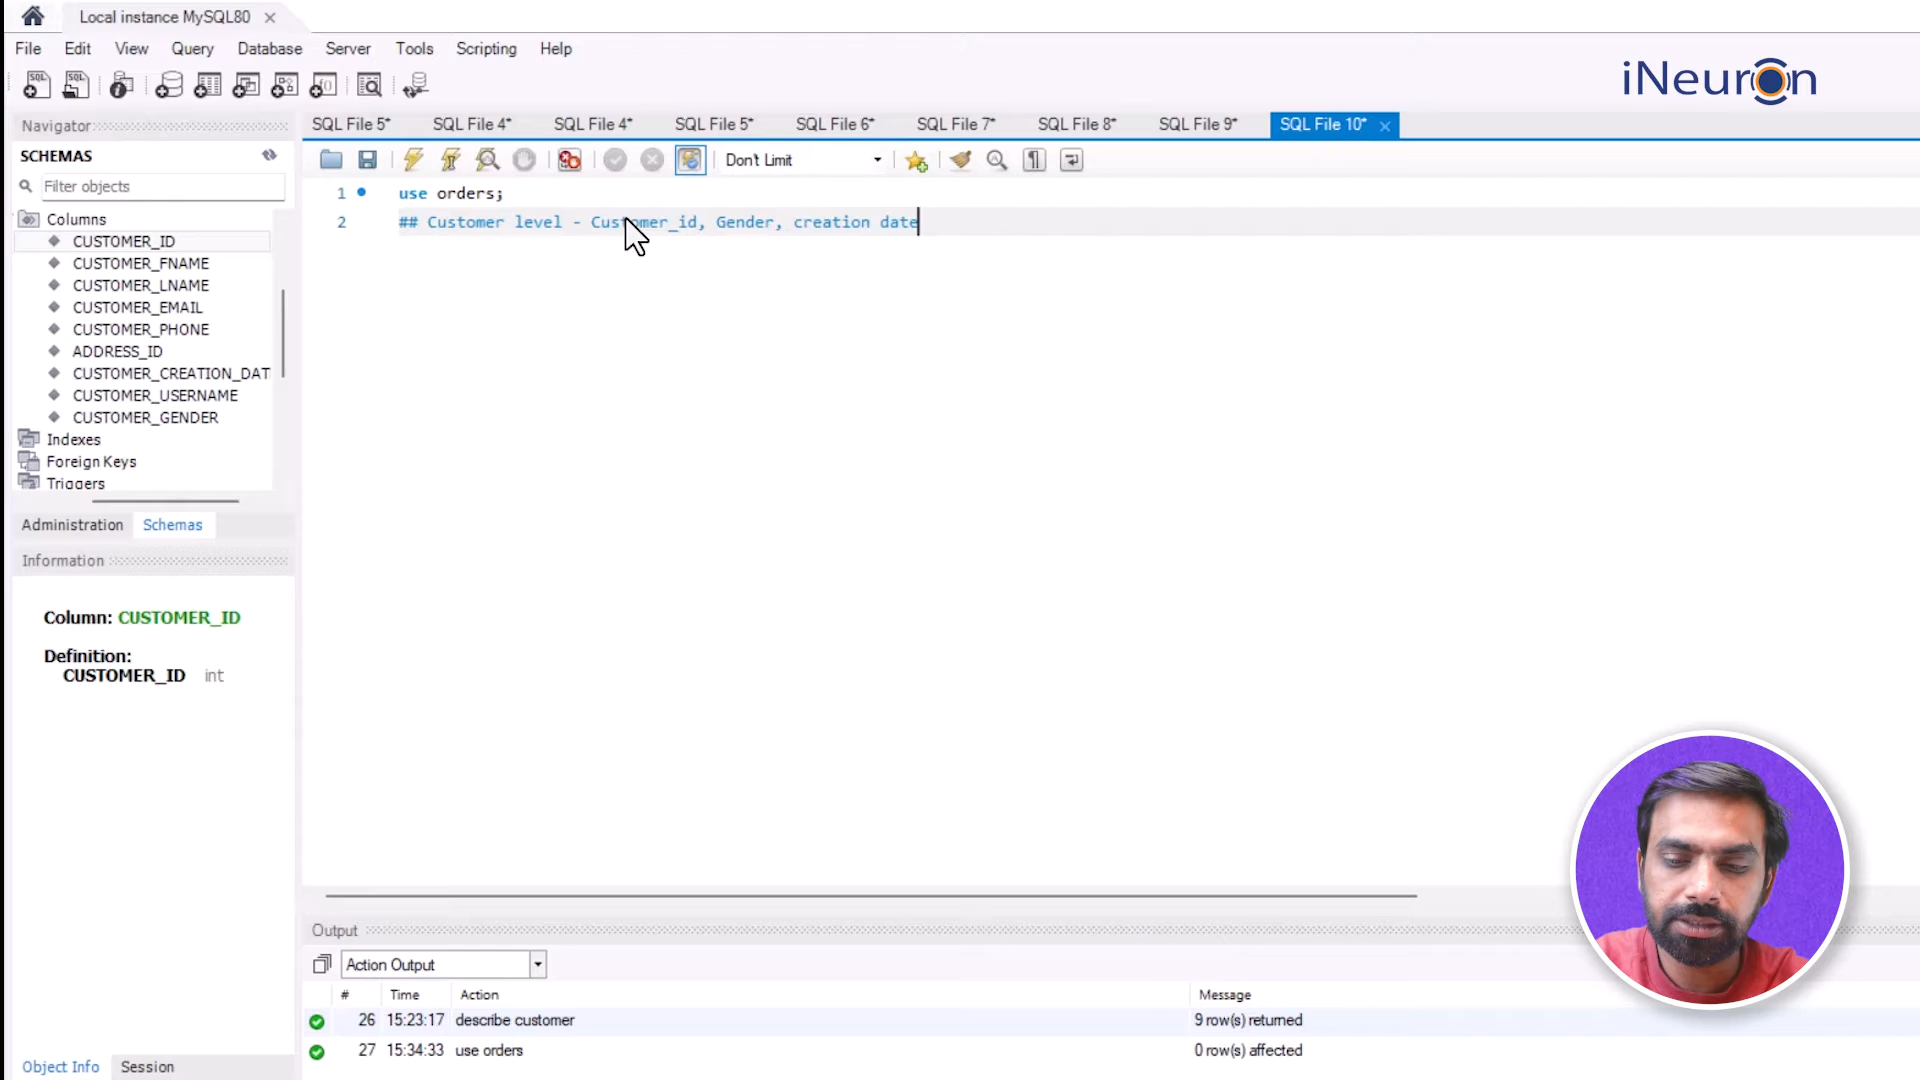 Local instance MySQL80
File Edit View Query Database Server Tools Scripting Help
iNeuron
Navigator
SQL File 5* SQL File 4* SQL File 4* SQL File 5* SQL File 6* SQL File 7* SQL File 8* SQL File 9* SQL File 10*
SCHEMAS
Don't Limit
Filter objects
1 use orders;
2 ## Customer level - Customer_id, Gender, creation date
Columns
CUSTOMER_ID
CUSTOMER_FNAME
CUSTOMER_LNAME
CUSTOMER_EMAIL
CUSTOMER_PHONE
ADDRESS_ID
CUSTOMER_CREATION_DAT
CUSTOMER_USERNAME
CUSTOMER_GENDER
Indexes
Foreign Keys
Triggers
Administration Schemas
Information
Column: CUSTOMER_ID
Definition:
CUSTOMER_ID int
Output
Action Output
# Time Action Message
26 15:23:17 describe customer 9 row(s) returned
27 15:34:33 use orders 0 row(s) affected
Object Info Session